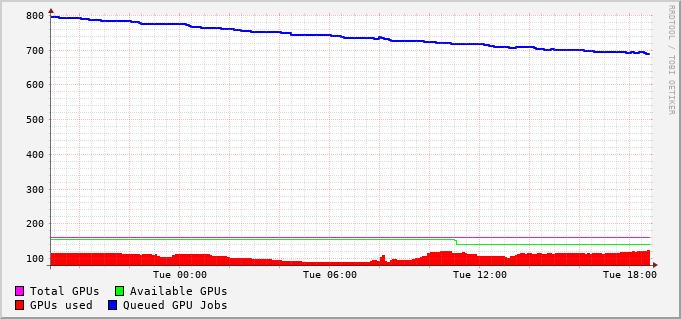 800
700
600
500
400
300
200
100
Tue 00:00 Tue 06:00 Tue 12:00 Tue 18:00
Total GPUs Available GPUs
GPUs used Queued GPU Jobs
RRDTOOL / TOBI OETIKER